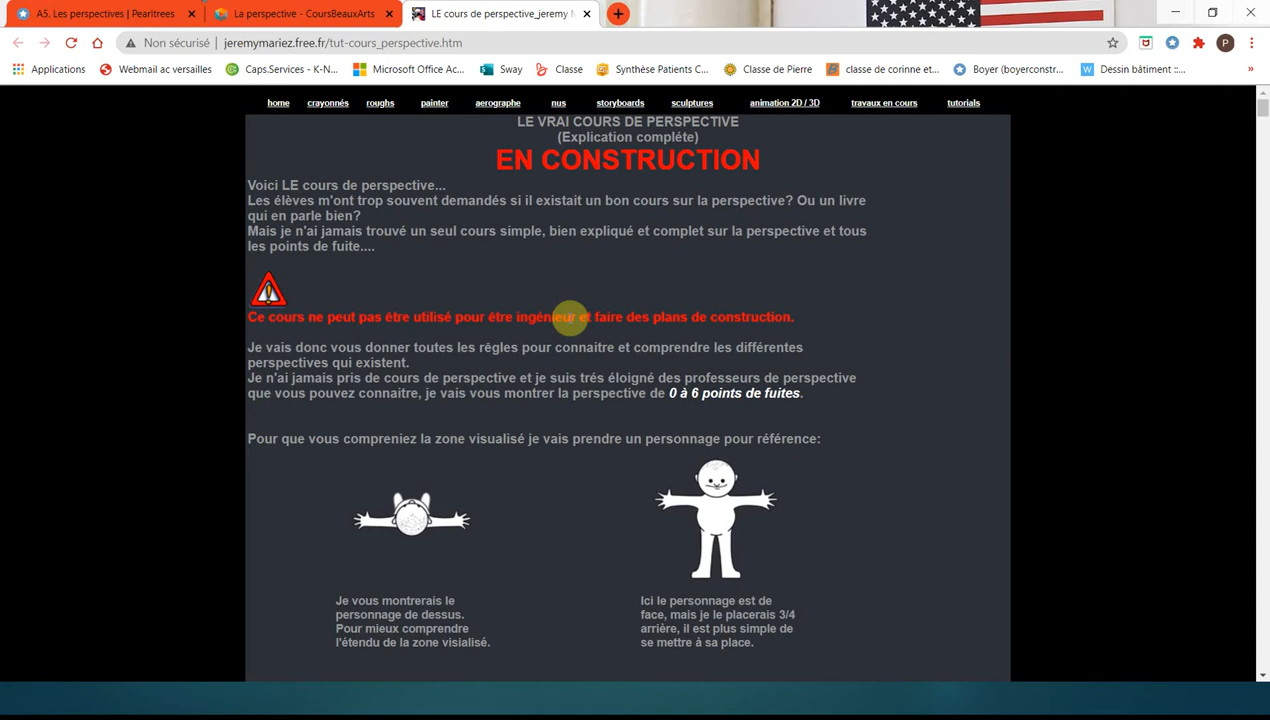 A5. Les perspectives | Pearltrees
La perspective - CoursBeauxArts
LE cours de perspective_jeremy M
Non sécurisé | jeremymariez.free.fr/tut-cours_perspective.htm
P
Applications
Webmail ac versailles
Caps.Services - K-N...
Microsoft Office Ac...
Sway
Classe
Synthèse Patients C...
Classe de Pierre
classe de corinne et...
Boyer (boyerconstr...
Dessin bâtiment ::...
»
home crayonnés roughs painter aerographe nus storyboards sculptures animation 2D / 3D travaux en cours tutorials
LE VRAI COURS DE PERSPECTIVE
(Explication compléte)
EN CONSTRUCTION
Voici LE cours de perspective...
Les élèves m'ont trop souvent demandés si il existait un bon cours sur la perspective? Ou un livre
qui en parle bien?
Mais je n'ai jamais trouvé un seul cours simple, bien expliqué et complet sur la perspective et tous
les points de fuite....
Ce cours ne peut pas être utilisé pour être ingénieur et faire des plans de construction.
Je vais donc vous donner toutes les règles pour connaitre et comprendre les différentes
perspectives qui existent.
Je n'ai jamais pris de cours de perspective et je suis trés éloigné des professeurs de perspective
que vous pouvez connaitre, je vais vous montrer la perspective de 0 à 6 points de fuites.
Pour que vous compreniez la zone visualisé je vais prendre un personnage pour référence:
Je vous montrerais le
personnage de dessus.
Pour mieux comprendre
l'étendu de la zone visialisé.
Ici le personnage est de
face, mais je le placerais 3/4
arrière, il est plus simple de
se mettre à sa place.